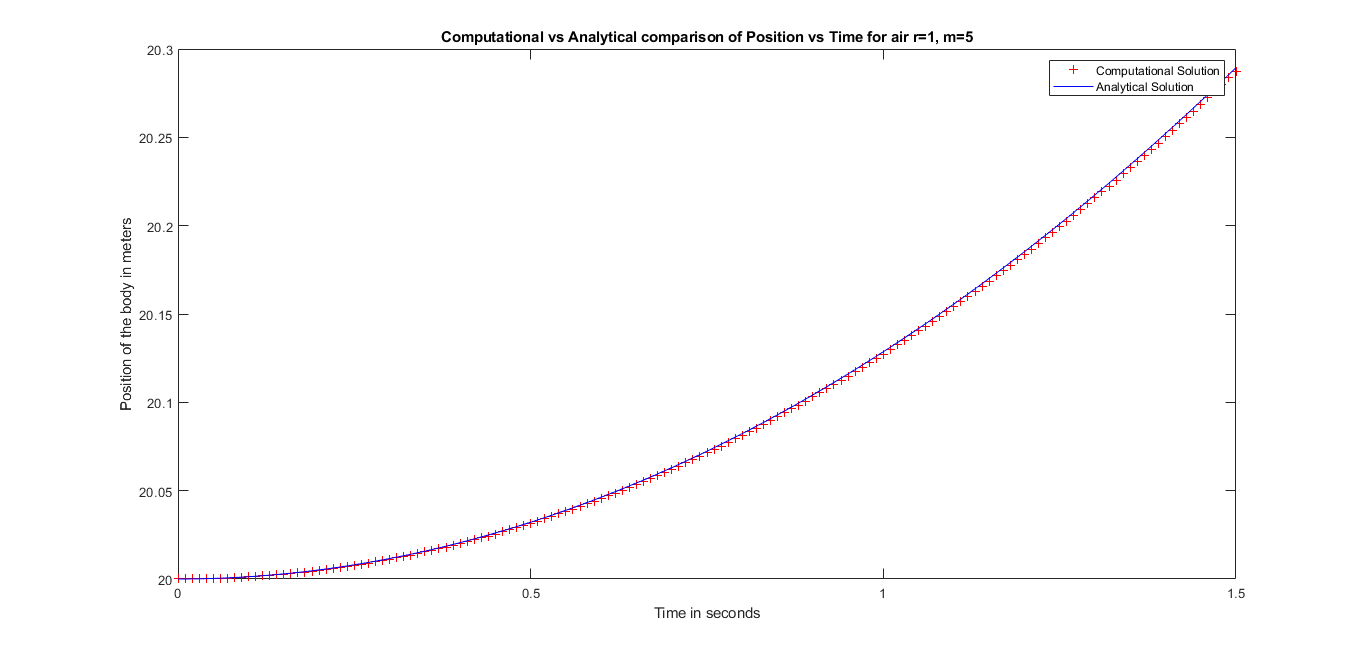 Computational vs Analytical comparison of Position vs Time for air r=1, m=5
20.3
Computational Solution
Analytical Solution
20.25
20.2
20.15
20.1
20.05
20
Position of the body in meters
0
0.5
1
1.5
Time in seconds